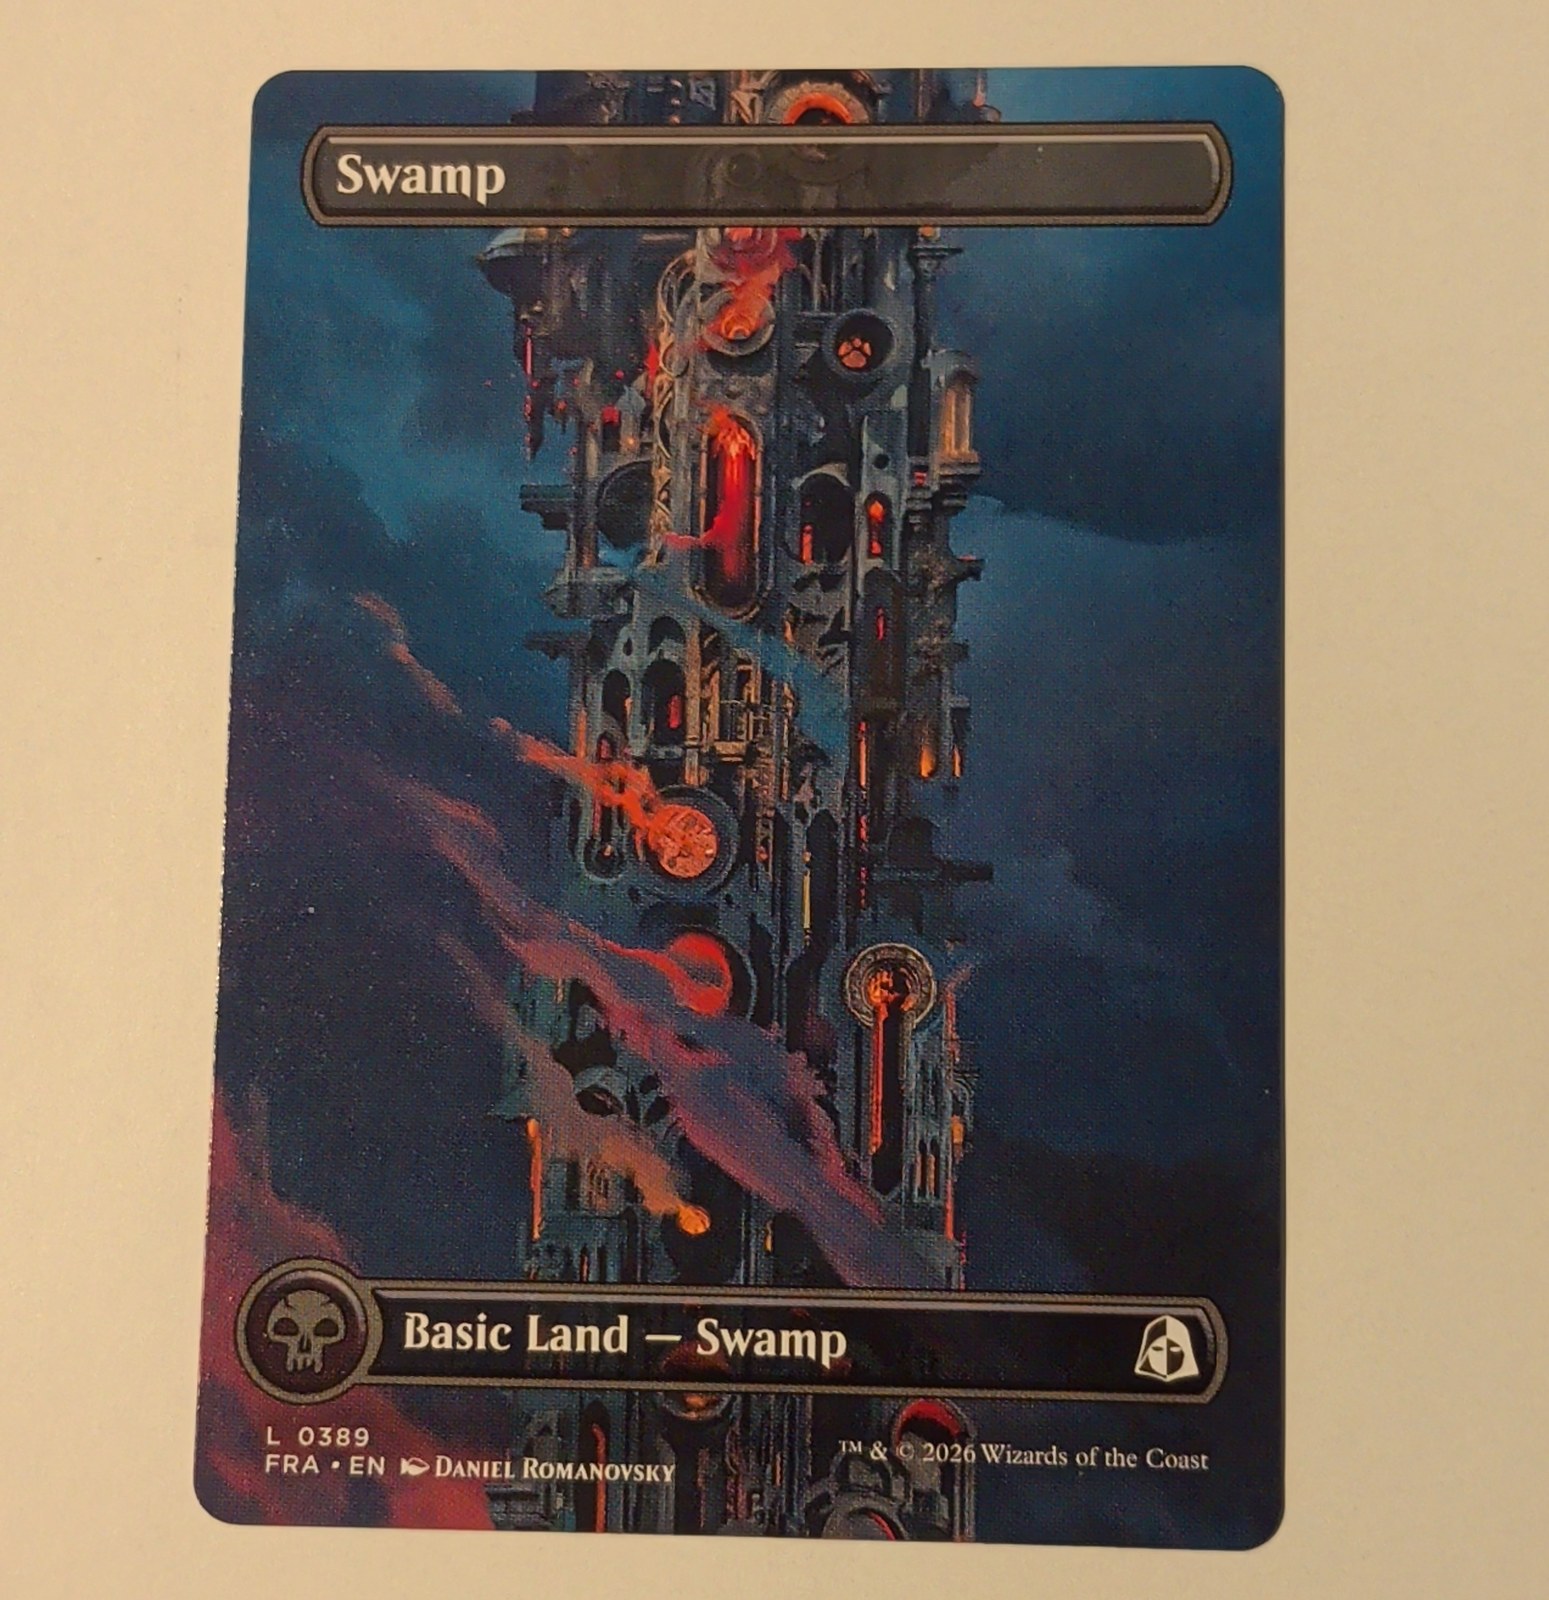 Swamp
Basic Land — Swamp
L 0389
FRA • EN Daniel Romanovsky
™ & © 2026 Wizards of the Coast